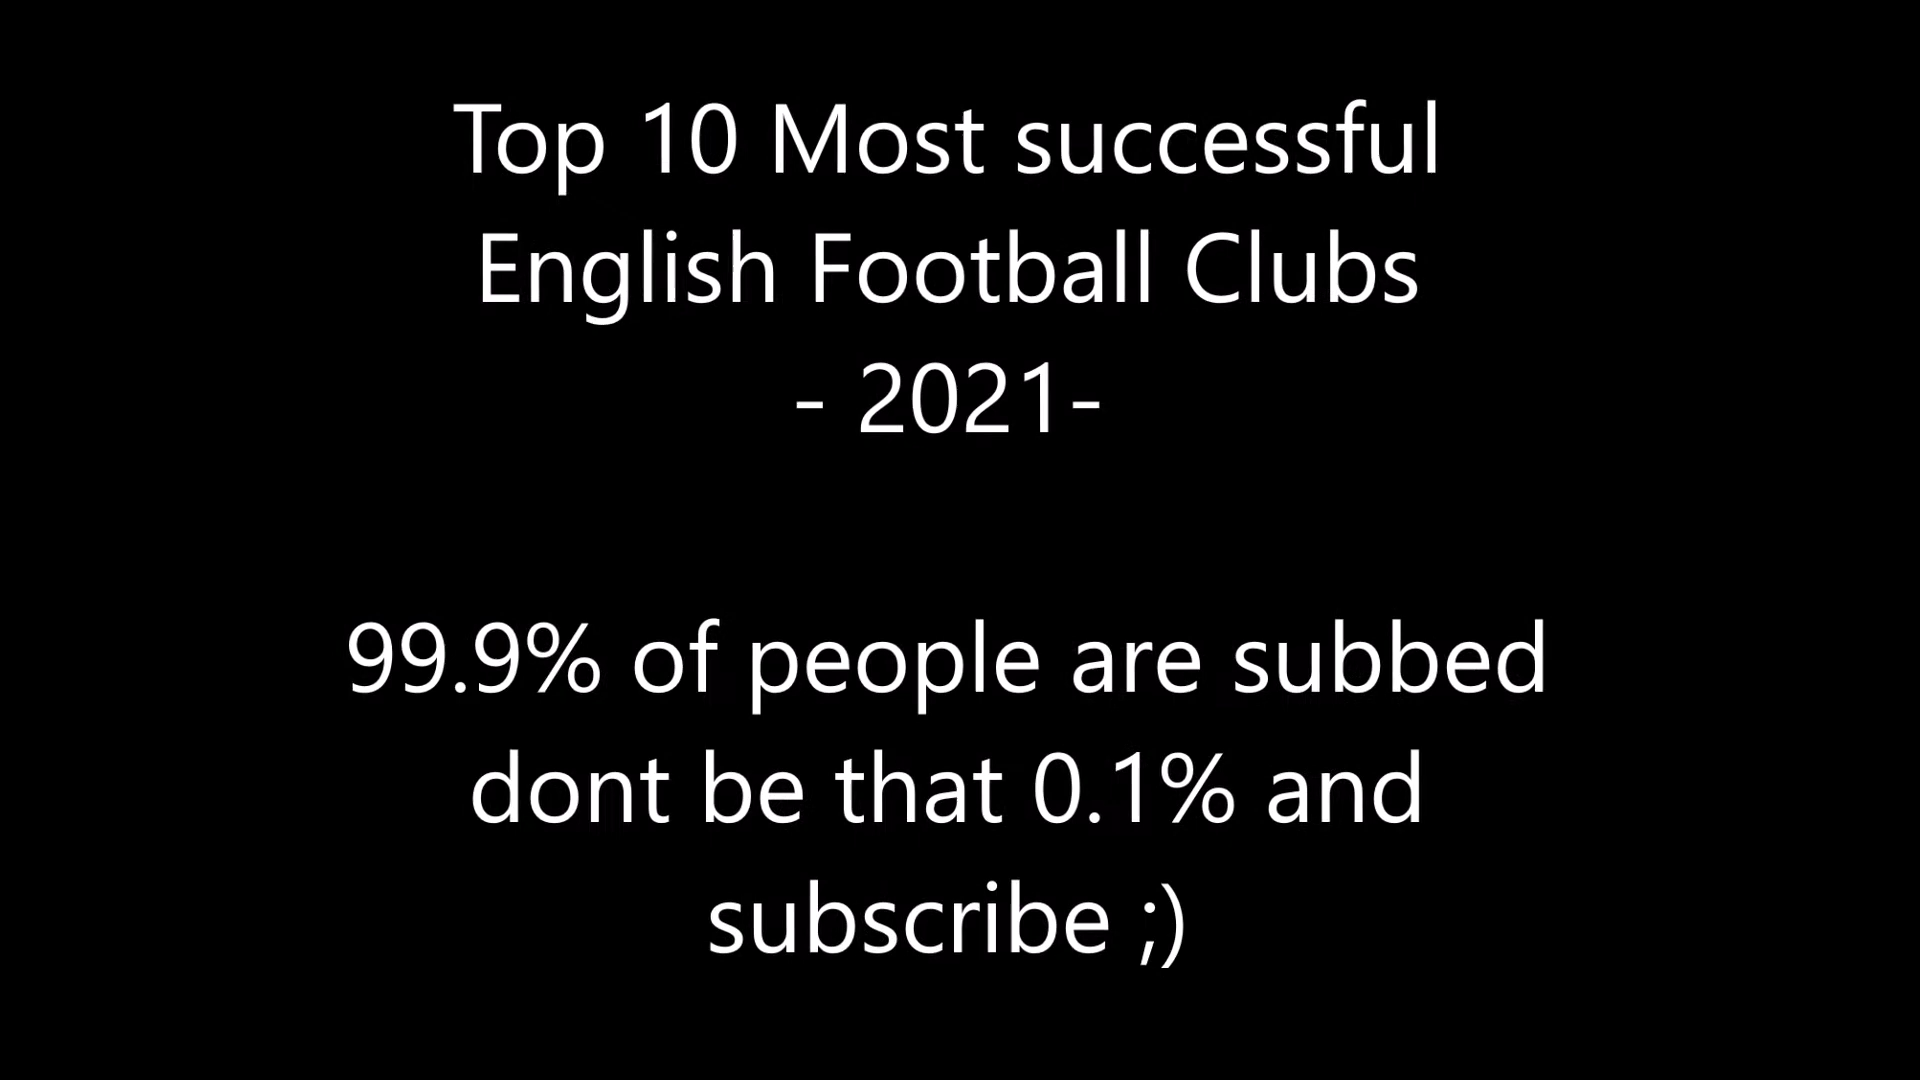 Top 10 Most successful
English Football Clubs
- 2021-
99.9% of people are subbed
dont be that 0.1% and
subscribe ;)